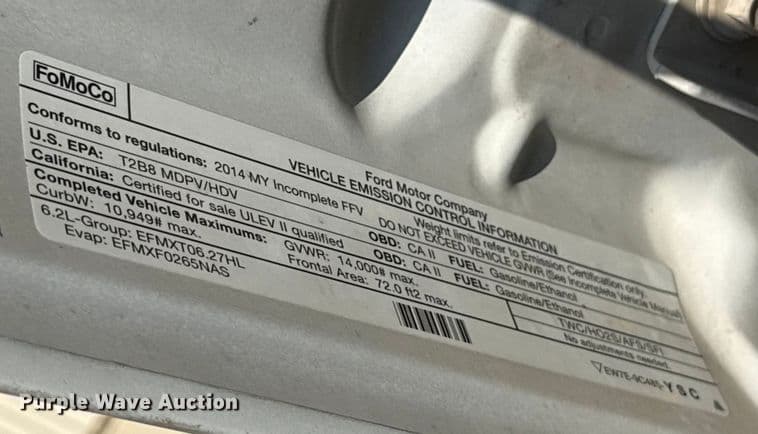 FoMoCo
Ford Motor Company
VEHICLE EMISSION CONTROL INFORMATION
Conforms to regulations: 2014 MY Incomplete FFV
Weight limits refer to Emission Certification only.
DO NOT EXCEED VEHICLE GVWR (See Incomplete Vehicle Manual)
U.S. EPA: T2B8 MDPV/HDV OBD: CA II FUEL: Gasoline/Ethanol
California: Certified for sale ULEV II qualified OBD: CA II FUEL: Gasoline/Ethanol
Completed Vehicle Maximums: GVWR: 14,000# max.
CurbW: 10,949# max. Frontal Area: 72.0 ft2 max.
TWC/HO2S/AFS/SFI
6.2L-Group: EFMXT06.27HL
No adjustments needed.
Evap: EFMXF0265NAS
EW7E-9C485-YSC
Purple Wave Auction